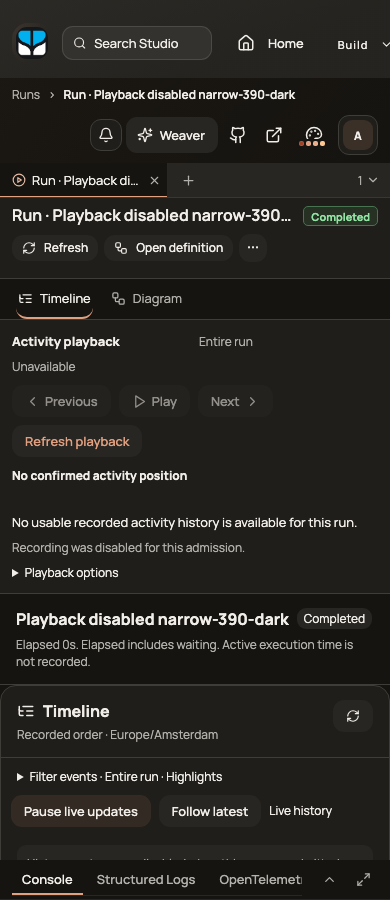 Search Studio
Home
Build
Runs › Run · Playback disabled narrow-390-dark
Weaver
A
Run · Playback di...
1
Run · Playback disabled narrow-390...
Completed
Refresh
Open definition
...
Timeline
Diagram
Activity playback
Entire run
Unavailable
Previous
Play
Next
Refresh playback
No confirmed activity position
No usable recorded activity history is available for this run.
Recording was disabled for this admission.
Playback options
Playback disabled narrow-390-dark
Completed
Elapsed 0s. Elapsed includes waiting. Active execution time is
not recorded.
Timeline
Recorded order · Europe/Amsterdam
Filter events · Entire run · Highlights
Pause live updates
Follow latest
Live history
Console
Structured Logs
OpenTelemet